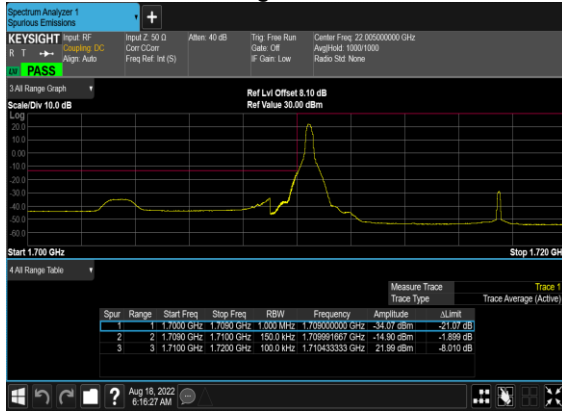 Spectrum Analyzer 1
Spurious Emissions
KEYSIGHT
R T
Input: RF
Coupling: DC
Align: Auto
Input Z: 50 Ω
Corr CCorr
Freq Ref: Int (S)
Atten: 40 dB
Trig: Free Run
Gate: Off
IF Gain: Low
Center Freq: 22.005000000 GHz
Avg|Hold: 1000/1000
Radio Std: None
PASS
3 All Range Graph
Scale/Div 10.0 dB
Ref Lvl Offset 8.10 dB
Ref Value 30.00 dBm
Log
20.0
10.0
0.00
-10.0
-20.0
-30.0
-40.0
-50.0
-60.0
Start 1.700 GHz
Stop 1.720 GH
4 All Range Table
Measure Trace Trace 1
Trace Type Trace Average (Active)
Spur Range Start Freq Stop Freq RBW Frequency Amplitude ΔLimit
1 1 1.7000 GHz 1.7090 GHz 1.000 MHz 1.709000000 GHz -34.07 dBm -21.07 dB
2 2 1.7090 GHz 1.7100 GHz 150.0 kHz 1.709991667 GHz -14.90 dBm -1.899 dB
3 3 1.7100 GHz 1.7200 GHz 100.0 kHz 1.710433333 GHz 21.99 dBm -8.010 dB
?
Aug 18, 2022
6:16:27 AM